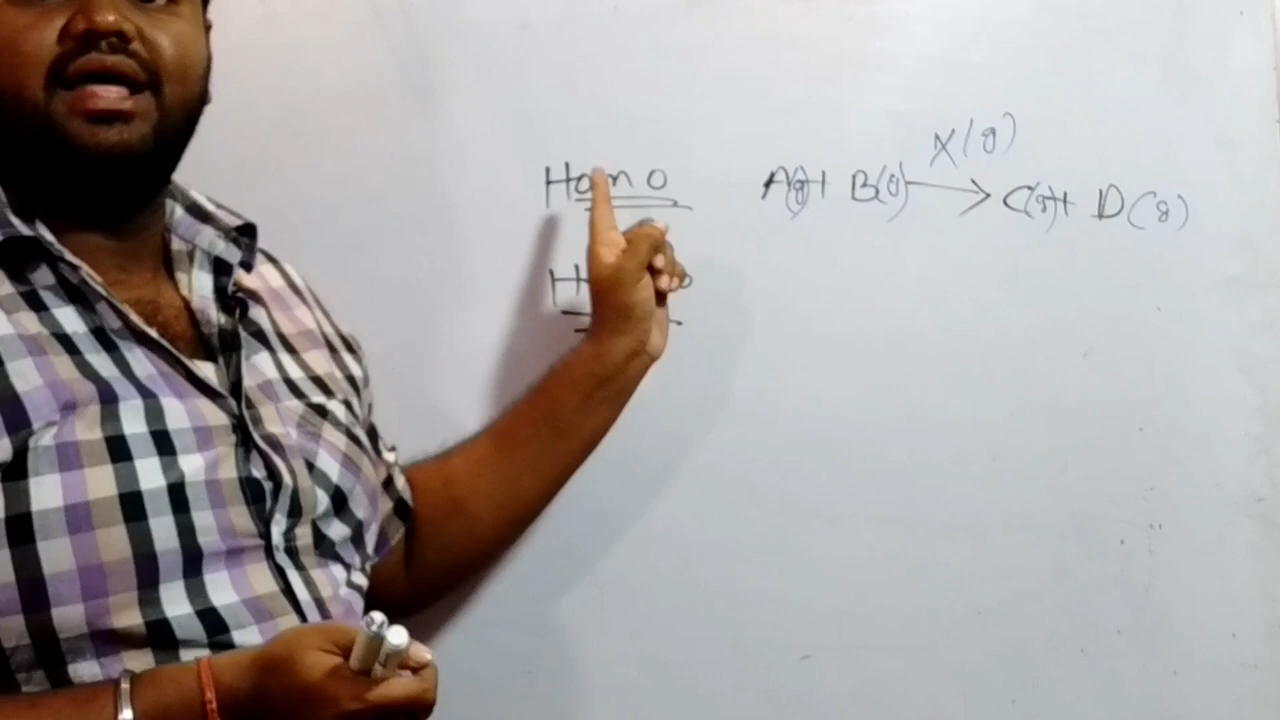 Homo A(g)+ B(g) X(g) → C(g)+ D(g)